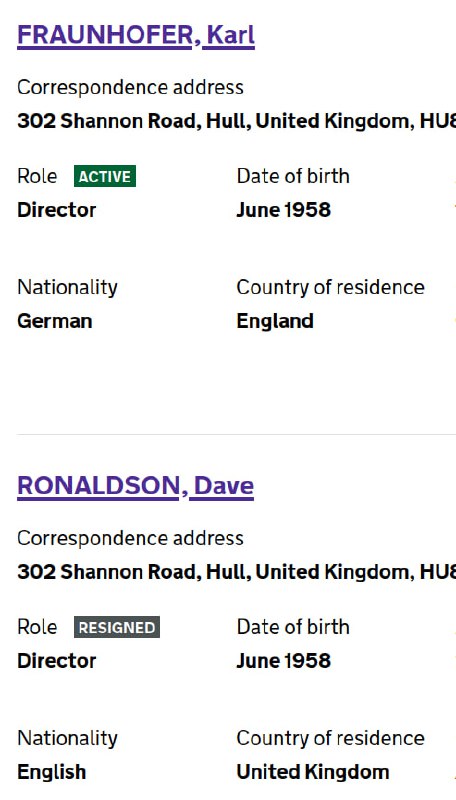 FRAUNHOFER, Karl
Correspondence address
302 Shannon Road, Hull, United Kingdom, HU8
Role ACTIVE Date of birth
Director June 1958
Nationality Country of residence
German England
RONALDSON, Dave
Correspondence address
302 Shannon Road, Hull, United Kingdom, HU8
Role RESIGNED Date of birth
Director June 1958
Nationality Country of residence
English United Kingdom